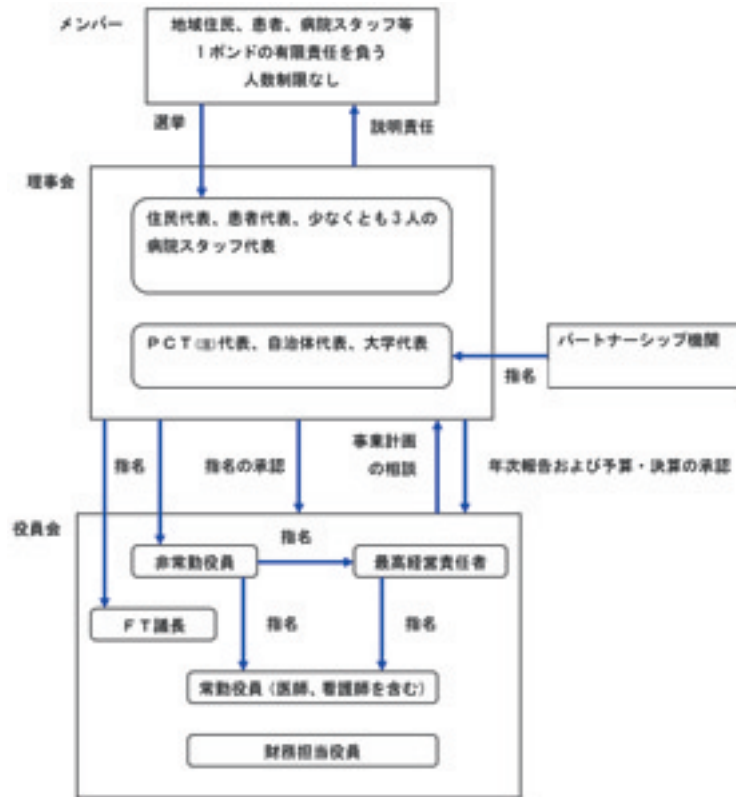 メンバー
地域住民、患者、病院スタッフ等
1ポンドの有限責任を負う
人数制限なし
選挙
説明責任
理事会
住民代表、患者代表、少なくとも3人の
病院スタッフ代表
PCT(注)代表、自治体代表、大学代表
パートナーシップ機関
指名
指名
指名の承認
事業計画
の相談
年次報告および予算・決算の承認
役員会
非常勤役員
指名
最高経営責任者
FT議長
指名
指名
常勤役員(医師、看護師を含む)
財務担当役員